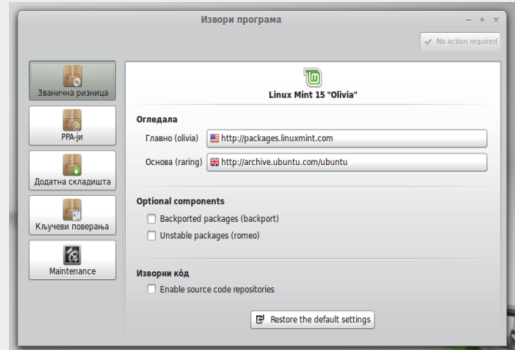 Извори програма
No action required
Званична ризница
PPA-ји
Додатна складишта
Кључеви поверања
Maintenance
Linux Mint 15 "Olivia"
Огледала
Главно (olivia)
http://packages.linuxmint.com
Основа (raring)
http://archive.ubuntu.com/ubuntu
Optional components
Backported packages (backport)
Unstable packages (romeo)
Изворни кôд
Enable source code repositories
Restore the default settings